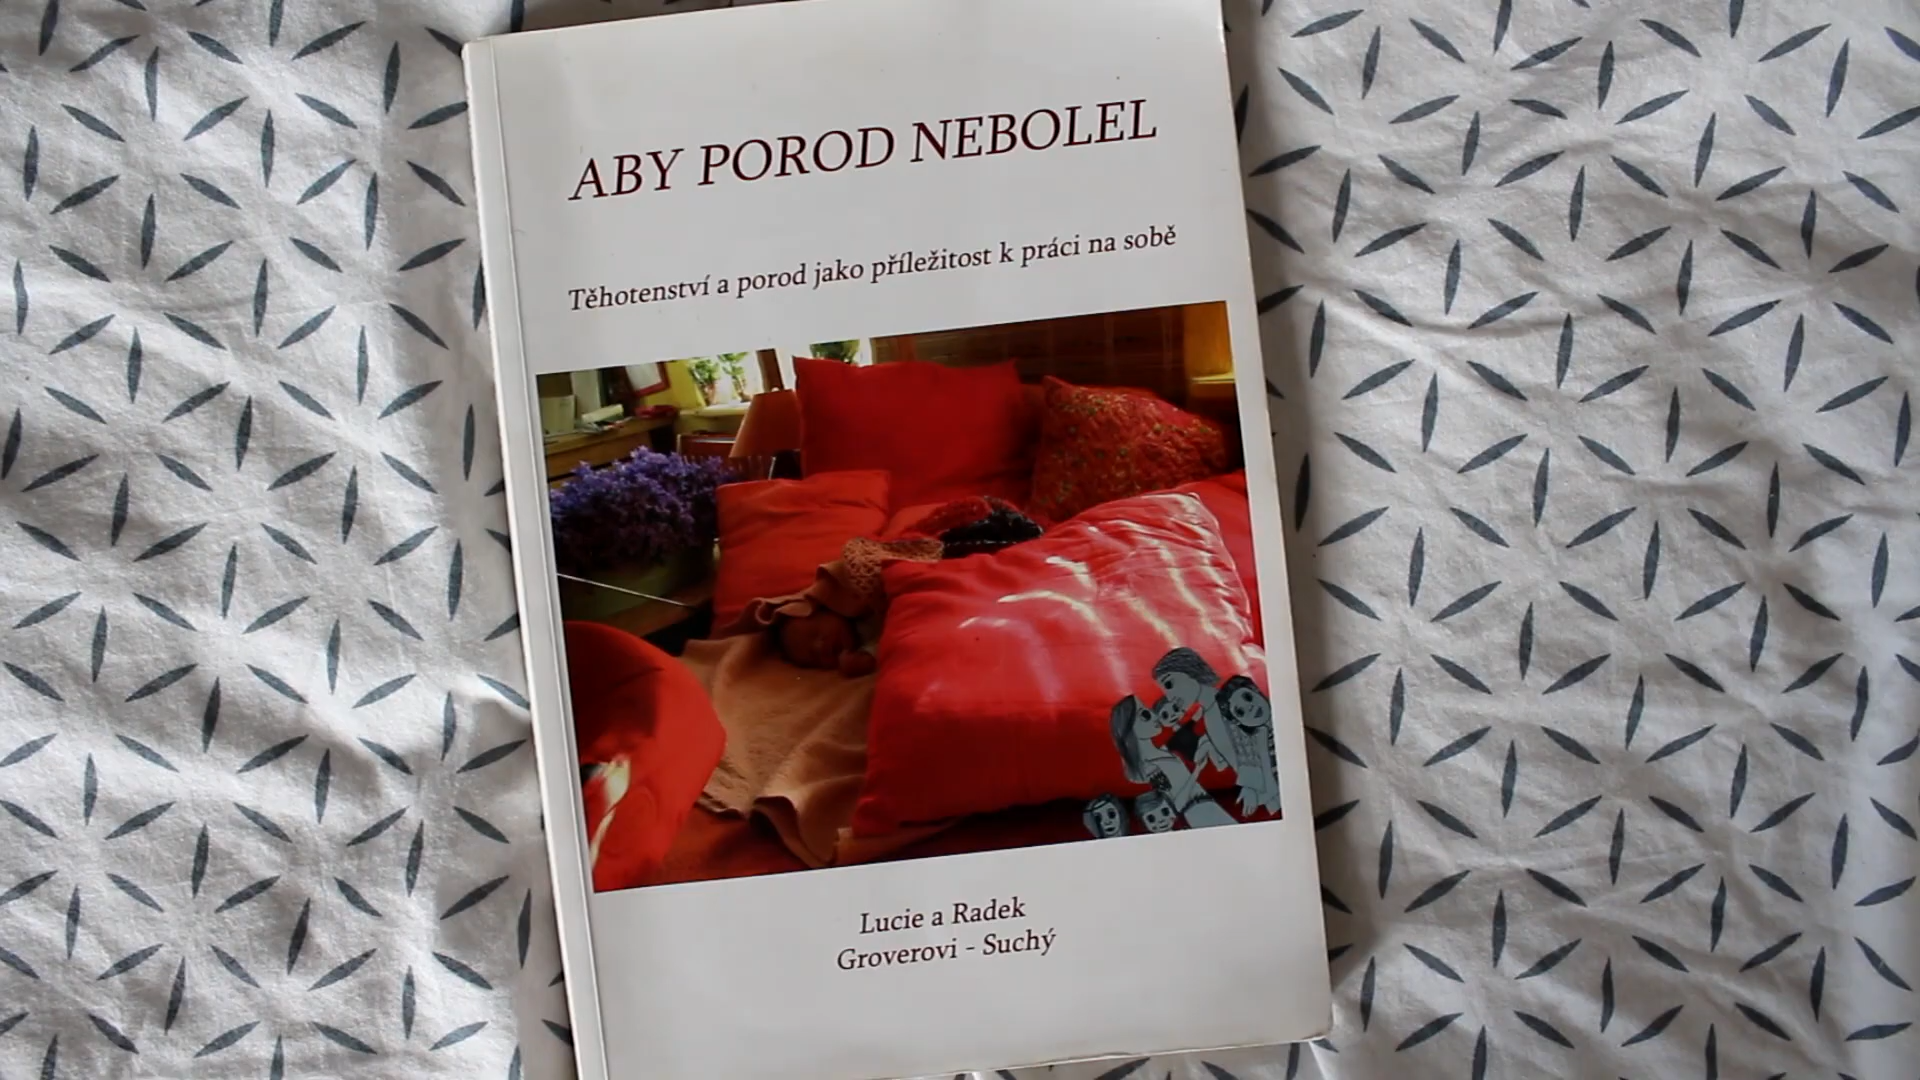 ABY POROD NEBOLEL
Těhotenství a porod jako příležitost k práci na sobě
Lucie a Radek
Groverovi - Suchý